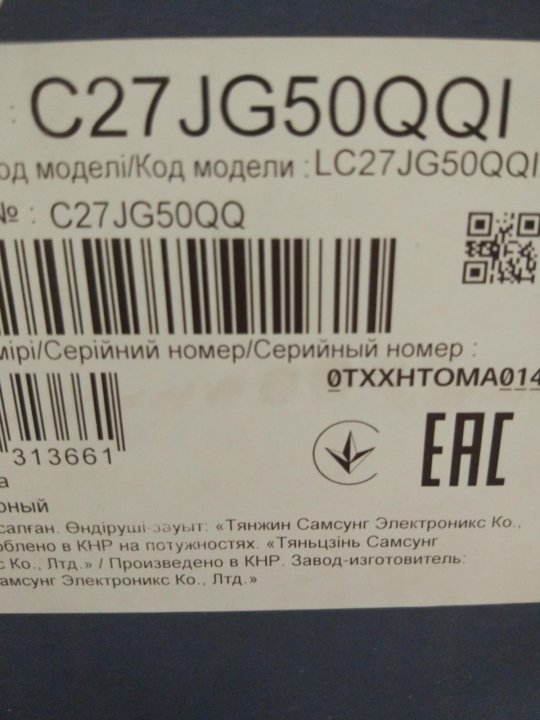 C27JG50QQI
од моделі/Код модели : LC27JG50QQI
№ : C27JG50QQ
мірі/Серійний номер/Серийный номер :
0TXXHTOMA014
313661
EAC
а
рный
салған. Өндіруші-зауыт: «Тянжин Самсунг Электроникс Ко.,
облено в КНР на потужностях. «Тяньцзінь Самсунг
с Ко., Лтд.» / Произведено в КНР. Завод-изготовитель:
амсунг Электроникс Ко., Лтд.»